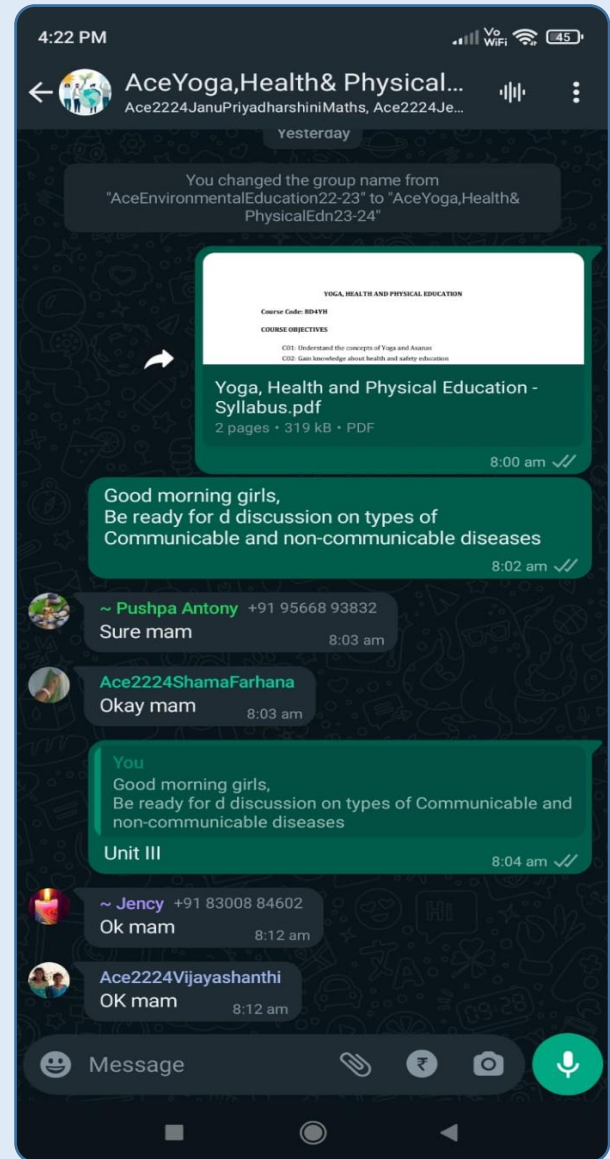 4:22 PM
Vo
WiFi
45
AceYoga,Health& Physical...
Ace2224JanuPriyadharshiniMaths, Ace2224Je...
Yesterday
You changed the group name from
"AceEnvironmentalEducation22-23" to "AceYoga,Health&
PhysicalEdn23-24"
YOGA, HEALTH AND PHYSICAL EDUCATION
Course Code: BD4YH
COURSE OBJECTIVES
CO1: Understand the concepts of Yoga and Asanas
CO2: Gain knowledge about health and safety education
Yoga, Health and Physical Education -
Syllabus.pdf
2 pages • 319 kB • PDF
8:00 am
Good morning girls,
Be ready for d discussion on types of
Communicable and non-communicable diseases
8:02 am
~ Pushpa Antony +91 95668 93832
Sure mam
8:03 am
Ace2224ShamaFarhana
Okay mam
8:03 am
You
Good morning girls,
Be ready for d discussion on types of Communicable and
non-communicable diseases
Unit III
8:04 am
~ Jency +91 83008 84602
Ok mam
8:12 am
Ace2224Vijayashanthi
OK mam
8:12 am
Message
₹